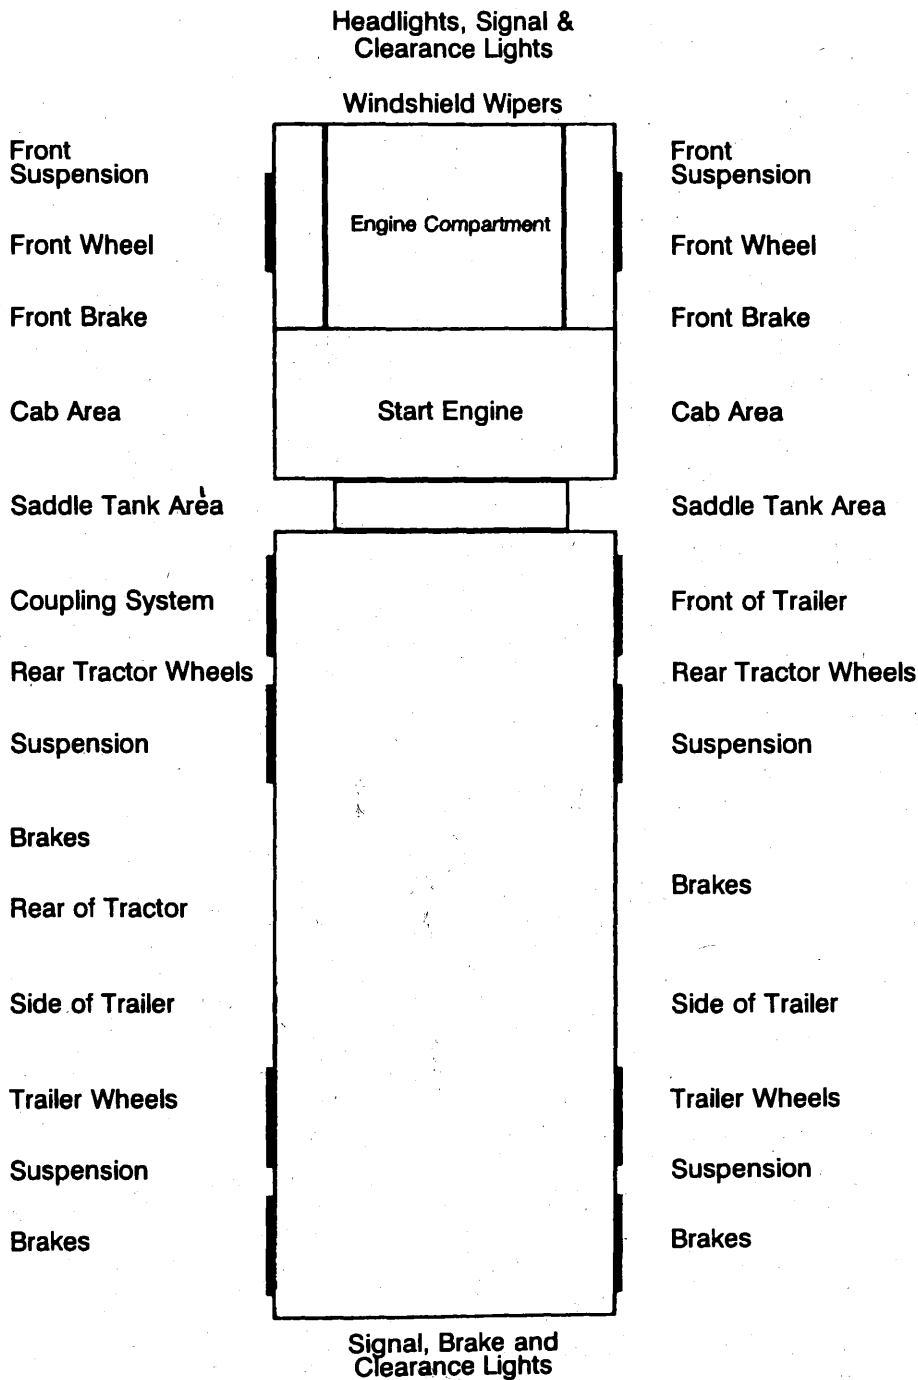 Headlights, Signal &
Clearance Lights
Windshield Wipers
Front
Suspension
Front
Suspension
Engine Compartment
Front Wheel
Front Wheel
Front Brake
Front Brake
Cab Area
Start Engine
Cab Area
Saddle Tank Area
Saddle Tank Area
Coupling System
Front of Trailer
Rear Tractor Wheels
Rear Tractor Wheels
Suspension
Suspension
Brakes
Brakes
Rear of Tractor
Side of Trailer
Side of Trailer
Trailer Wheels
Trailer Wheels
Suspension
Suspension
Brakes
Brakes
Signal, Brake and
Clearance Lights